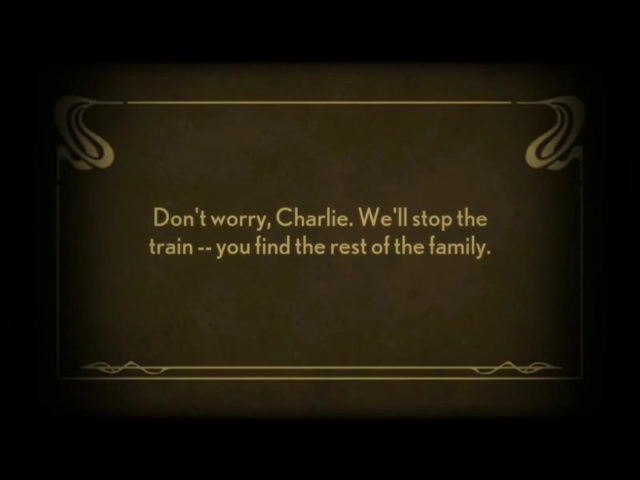 Don't worry, Charlie. We'll stop the
train -- you find the rest of the family.